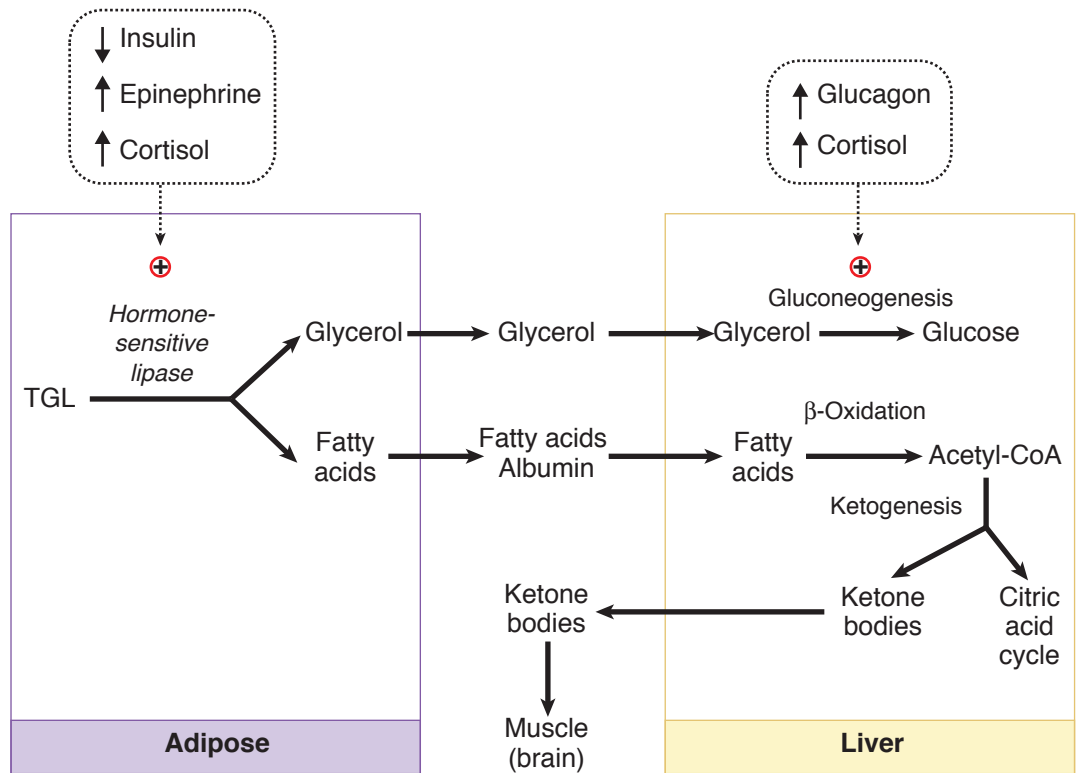 Insulin
Epinephrine
Cortisol
Glucagon
Cortisol
Hormone-
sensitive
lipase
TGL
Glycerol
Glycerol
Gluconeogenesis
Glycerol
Glucose
Fatty
acids
Fatty acids
Albumin
Fatty
acids
β-Oxidation
Acetyl-CoA
Ketogenesis
Ketone
bodies
Citric
acid
cycle
Ketone
bodies
Muscle
(brain)
Adipose
Liver